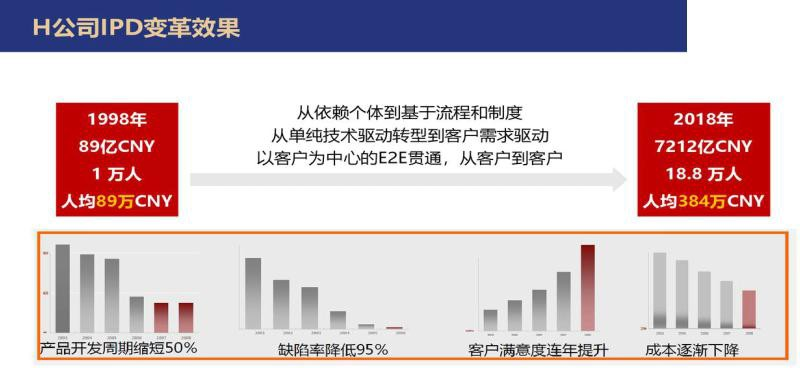 H公司IPD变革效果
1998年
89亿CNY
1 万人
人均89万CNY
从依赖个体到基于流程和制度
从单纯技术驱动转型到客户需求驱动
以客户为中心的E2E贯通，从客户到客户
2018年
7212亿CNY
18.8 万人
人均384万CNY
产品开发周期缩短50%
缺陷率降低95%
客户满意度连年提升
成本逐渐下降